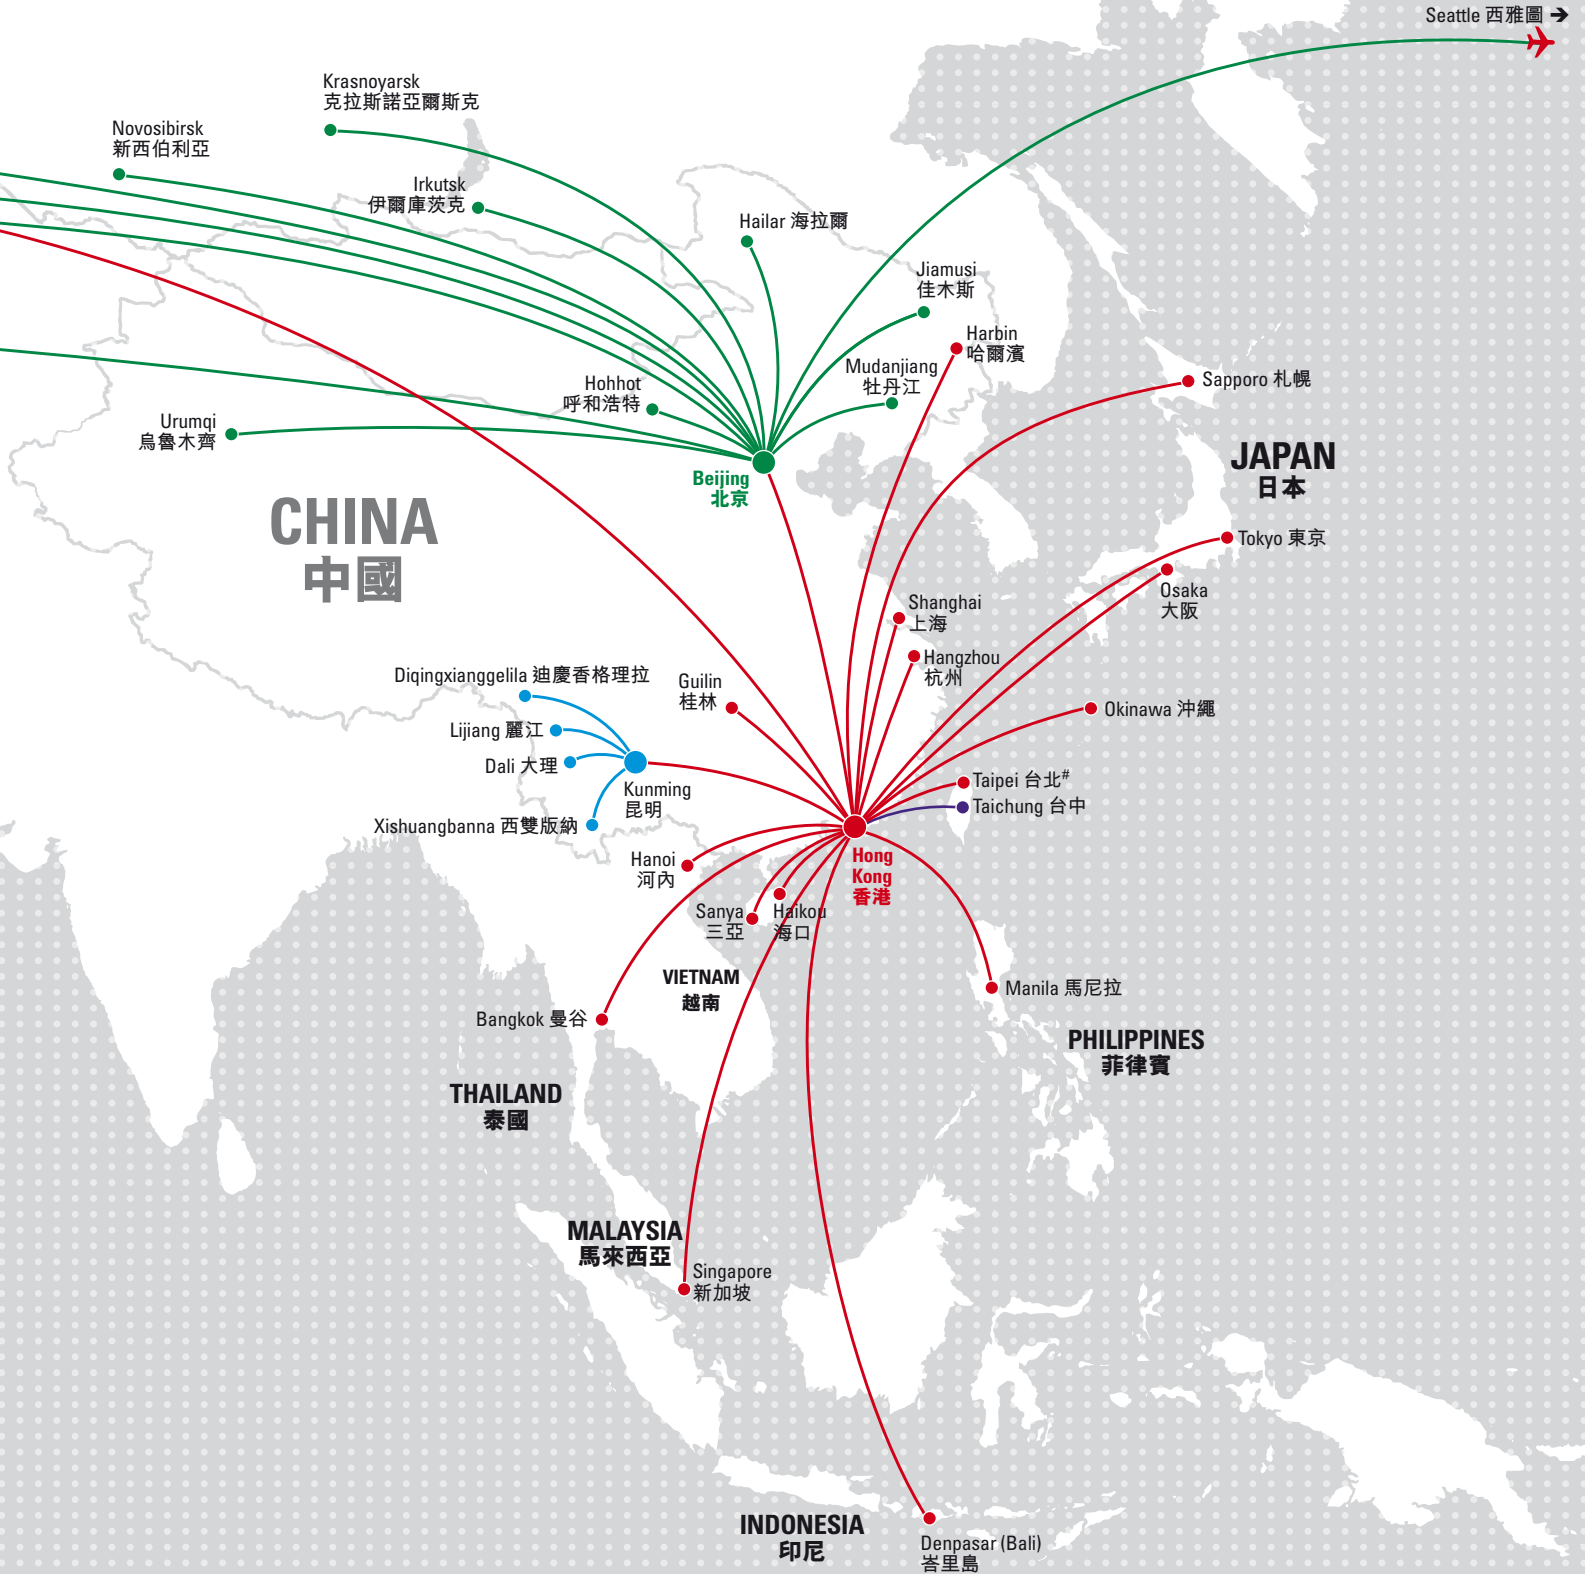 Seattle 西雅圖 ➔
Krasnoyarsk
克拉斯諾亞爾斯克
Novosibirsk
新西伯利亞
Irkutsk
伊爾庫茨克
Hailar 海拉爾
Jiamusi
佳木斯
Harbin
哈爾濱
Mudanjiang
牡丹江
Sapporo 札幌
Hohhot
呼和浩特
Urumqi
烏魯木齊
Beijing
北京
JAPAN
日本
CHINA
中國
Tokyo 東京
Osaka
大阪
Shanghai
上海
Hangzhou
杭州
Diqingxianggelila 迪慶香格理拉
Guilin
桂林
Lijiang 麗江
Okinawa 沖繩
Dali 大理
Kunming
昆明
Taipei 台北#
Taichung 台中
Xishuangbanna 西雙版納
Hanoi
河內
Hong
Kong
香港
Sanya
三亞
Haikou
海口
VIETNAM
越南
Manila 馬尼拉
Bangkok 曼谷
PHILIPPINES
菲律賓
THAILAND
泰國
MALAYSIA
馬來西亞
Singapore
新加坡
INDONESIA
印尼
Denpasar (Bali)
峇里島